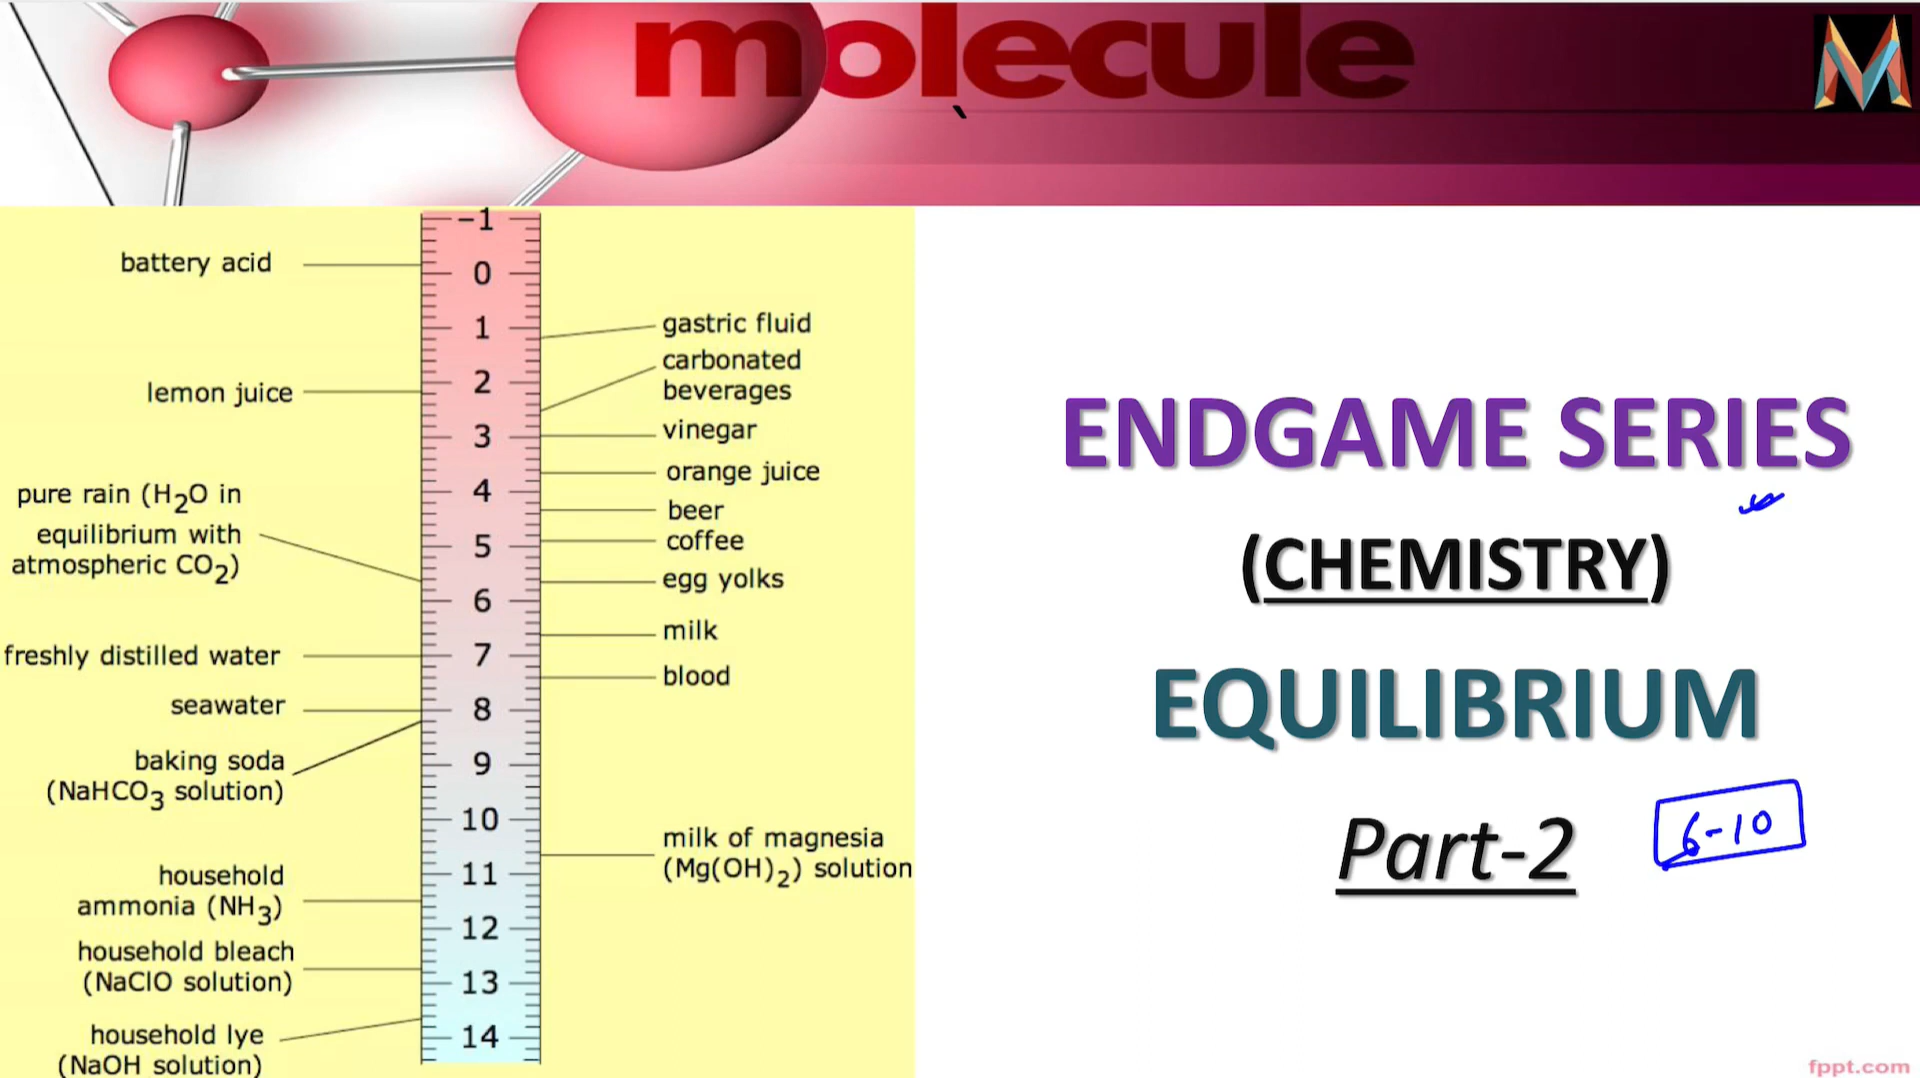 molecule
battery acid
lemon juice
pure rain (H₂O in
equilibrium with
atmospheric CO₂)
freshly distilled water
seawater
baking soda
(NaHCO₃ solution)
household
ammonia (NH₃)
household bleach
(NaClO solution)
household lye
(NaOH solution)
−1
0
1
2
3
4
5
6
7
8
9
10
11
12
13
14
gastric fluid
carbonated
beverages
vinegar
orange juice
beer
coffee
egg yolks
milk
blood
milk of magnesia
(Mg(OH)₂) solution
ENDGAME SERIES
(CHEMISTRY)
EQUILIBRIUM
Part-2
6-10
fppt.com